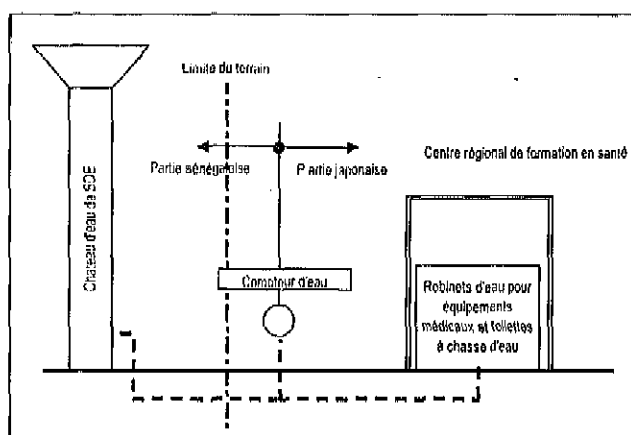 Limite du terrain
Partie sénégalaise
Partie japonaise
Centre régional de formation en santé
Château d'eau de SDE
Compteur d'eau
Robinets d'eau pour
équipements
médicaux et toilettes
à chasse d'eau